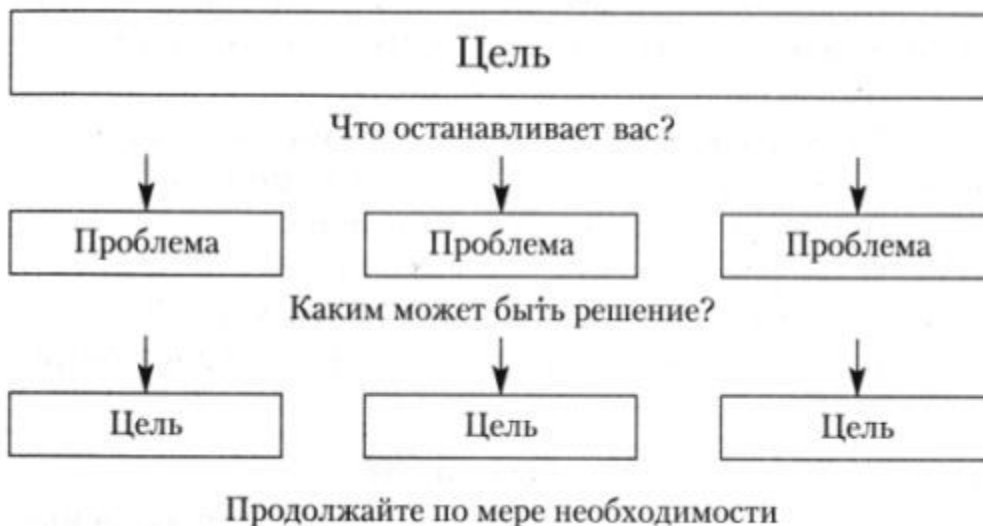 Цель
Что останавливает вас?
Проблема Проблема Проблема
Каким может быть решение?
Цель Цель Цель
Продолжайте по мере необходимости